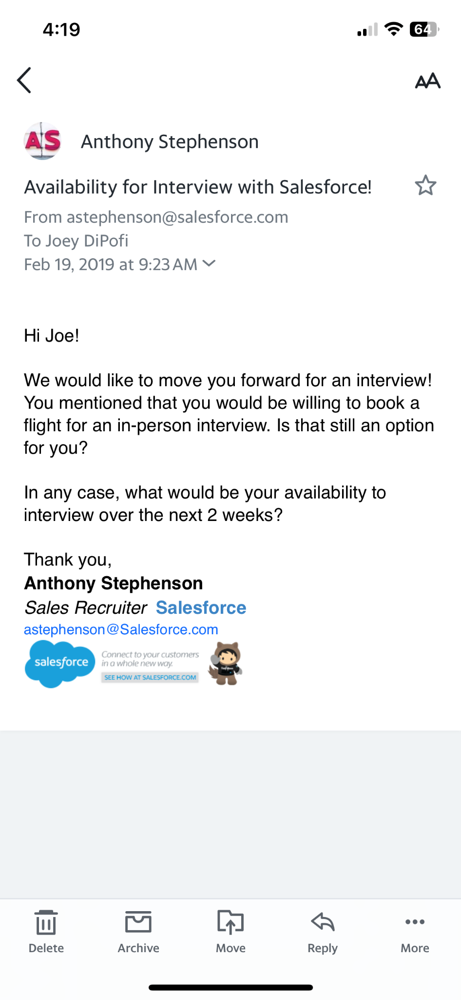 4:19
64
AA
AS
Anthony Stephenson
Availability for Interview with Salesforce!
From astephenson@salesforce.com
To Joey DiPofi
Feb 19, 2019 at 9:23 AM
Hi Joe!
We would like to move you forward for an interview!
You mentioned that you would be willing to book a
flight for an in-person interview. Is that still an option
for you?
In any case, what would be your availability to
interview over the next 2 weeks?
Thank you,
Anthony Stephenson
Sales Recruiter Salesforce
astephenson@Salesforce.com
salesforce
Connect to your customers
in a whole new way.
SEE HOW AT SALESFORCE.COM
Delete
Archive
Move
Reply
More